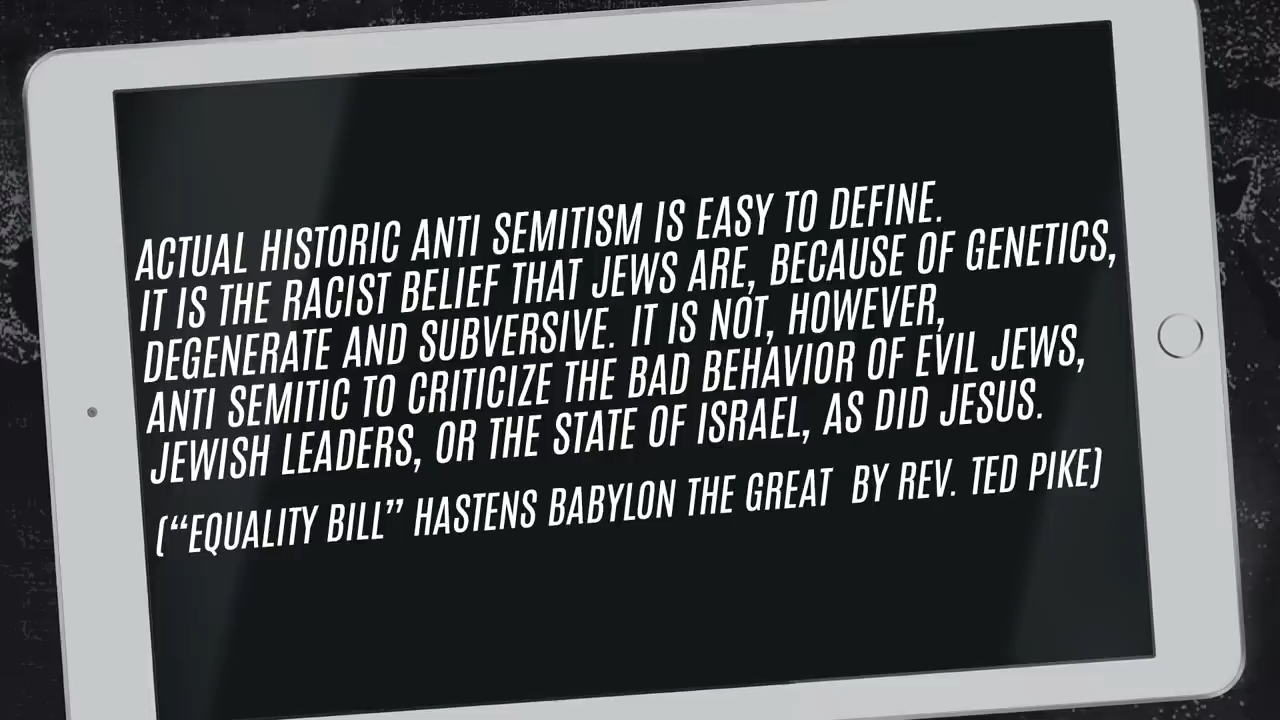 ACTUAL HISTORIC ANTI SEMITISM IS EASY TO DEFINE.
IT IS THE RACIST BELIEF THAT JEWS ARE, BECAUSE OF GENETICS,
DEGENERATE AND SUBVERSIVE. IT IS NOT, HOWEVER,
ANTI SEMITIC TO CRITICIZE THE BAD BEHAVIOR OF EVIL JEWS,
JEWISH LEADERS, OR THE STATE OF ISRAEL, AS DID JESUS.
(“EQUALITY BILL” HASTENS BABYLON THE GREAT BY REV. TED PIKE)